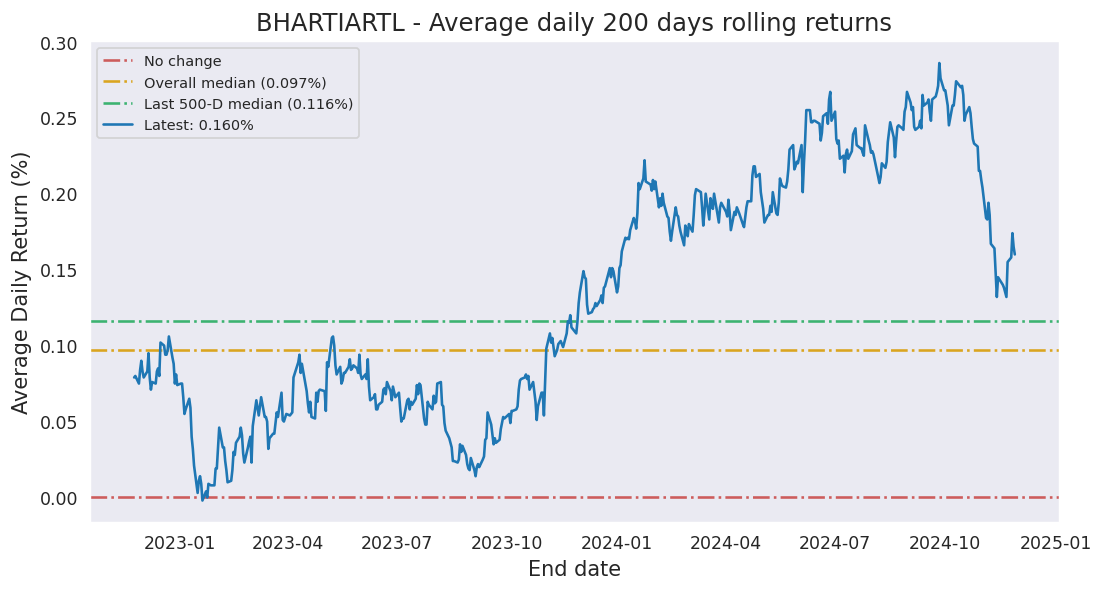 BHARTIARTL - Average daily 200 days rolling returns
No change
Overall median (0.097%)
Last 500-D median (0.116%)
Latest: 0.160%
Average Daily Return (%)
0.30
0.25
0.20
0.15
0.10
0.05
0.00
2023-01 2023-04 2023-07 2023-10 2024-01 2024-04 2024-07 2024-10 2025-01
End date